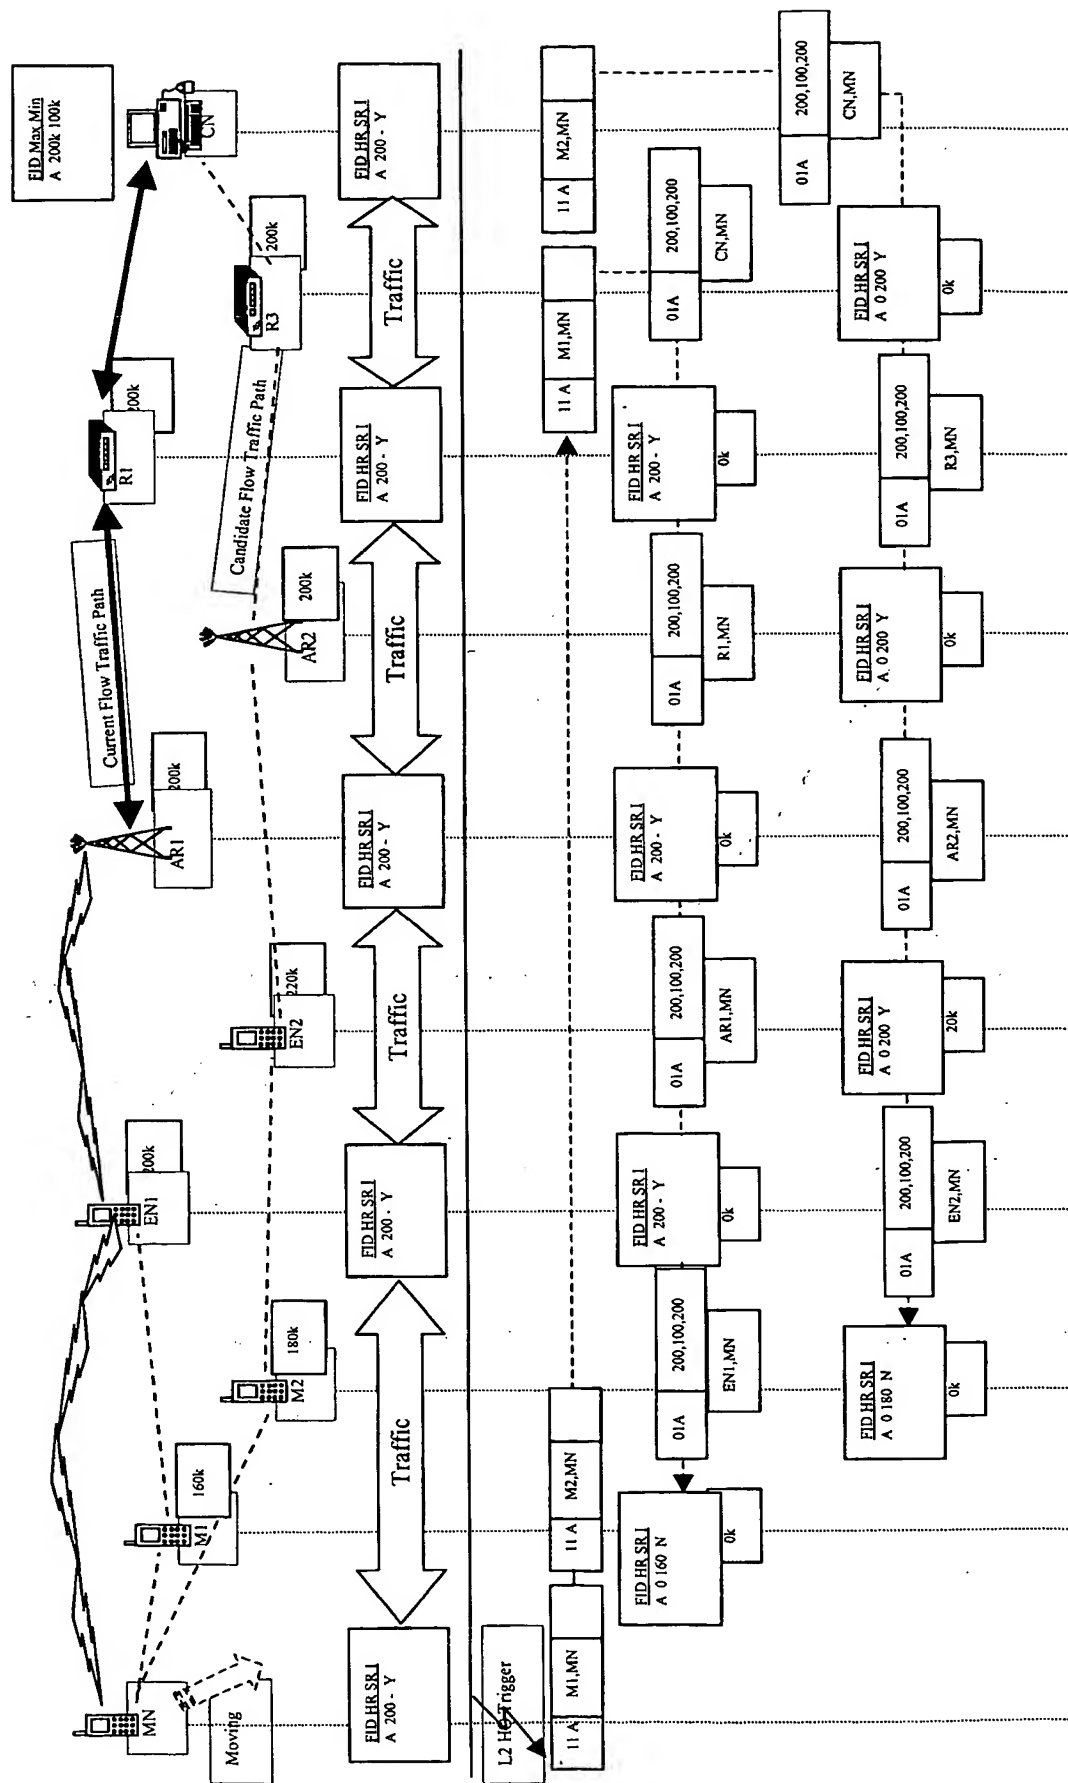 FID Max Min
A 200k 100k
CN
R1
200k
R3
200k
Current Flow Traffic Path
Candidate Flow Traffic Path
AR1
200k
AR2
200k
EN1
200k
EN2
220k
M1
160k
M2
180k
MN
Moving
FID HR SR I
A 200 - Y
Traffic
FID HR SR I
A 200 - Y
Traffic
FID HR SR I
A 200 - Y
Traffic
FID HR SR I
A 200 - Y
Traffic
FID HR SR I
A 200 - Y
L2 HO Trigger
11 A
M1,MN
11 A
M2,MN
11 A
M1,MN
11 A
M2,MN
FID HR SR I
A 0 160 N
0k
01A
200,100,200
EN1,MN
FID HR SR I
A 200 - Y
0k
01A
200,100,200
AR1,MN
FID HR SR I
A 200 - Y
0k
01A
200,100,200
R1,MN
FID HR SR I
A 200 - Y
0k
01A
200,100,200
CN,MN
FID HR SR I
A 0 180 N
0k
01A
200,100,200
EN2,MN
FID HR SR I
A 0 200 Y
20k
01A
200,100,200
AR2,MN
FID HR SR I
A 0 200 Y
0k
01A
200,100,200
R3,MN
FID HR SR I
A 0 200 Y
0k
01A
200,100,200
CN,MN